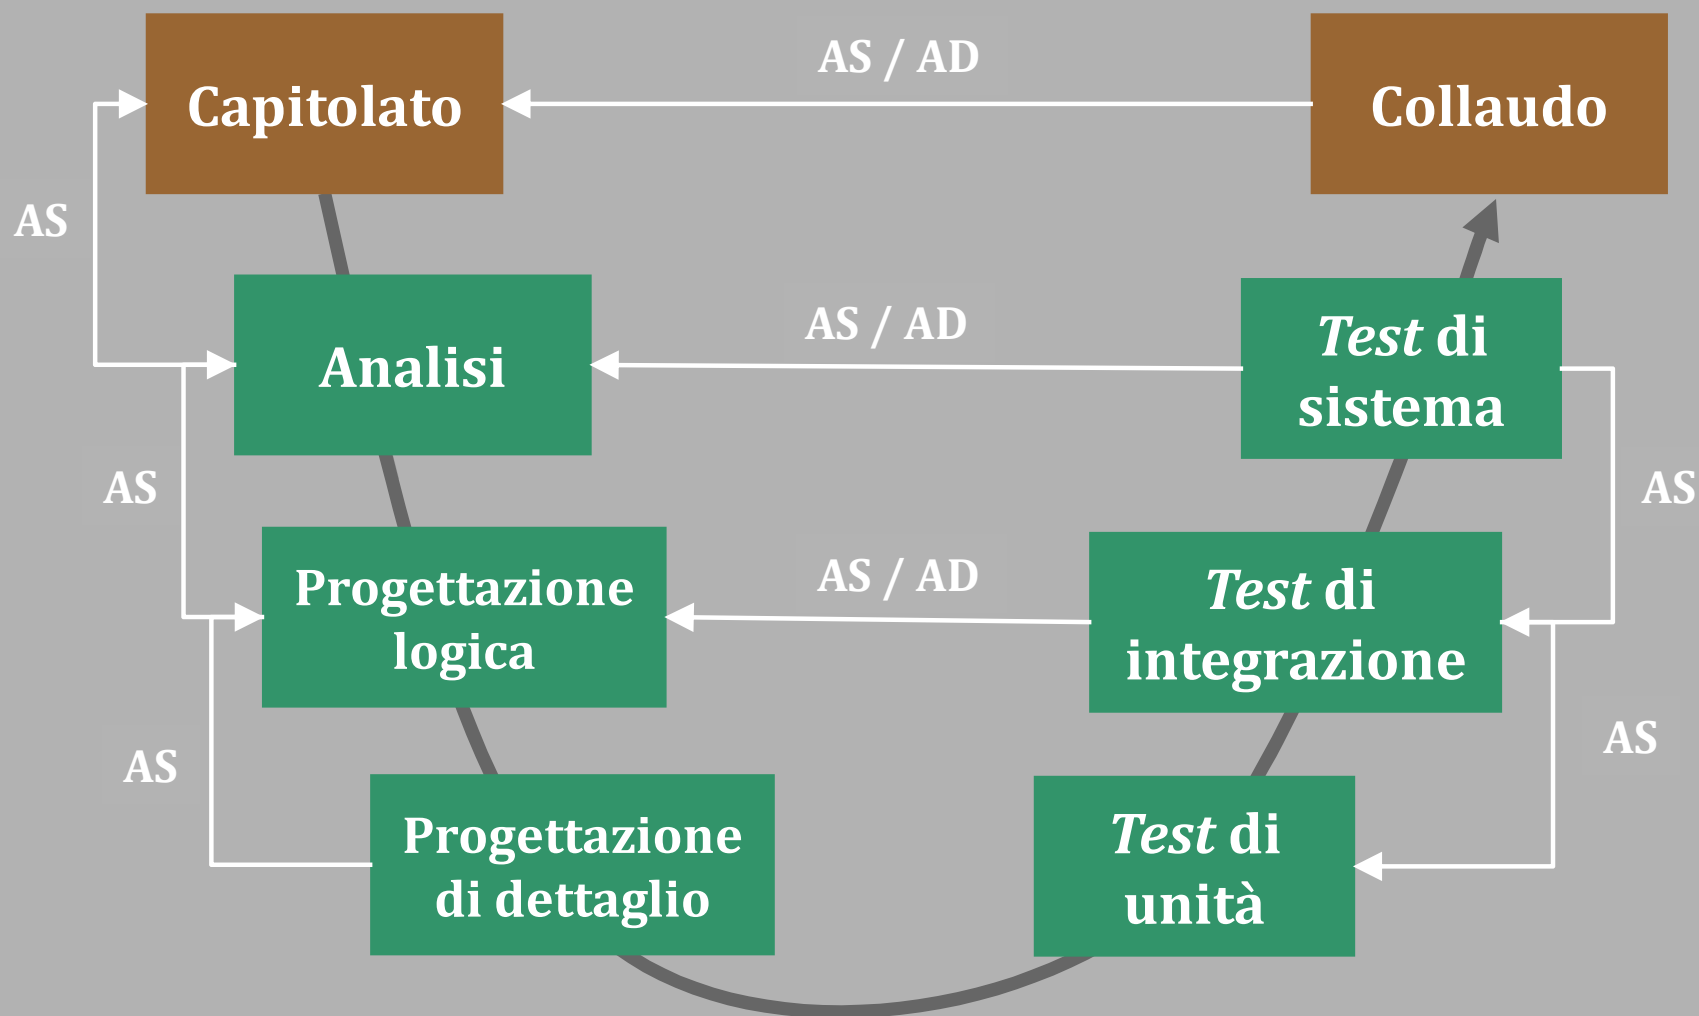 Capitolato
AS / AD
Collaudo
AS
Analisi
AS / AD
Test di
sistema
AS
AS
Progettazione
logica
AS / AD
Test di
integrazione
AS
AS
Progettazione
di dettaglio
Test di
unità